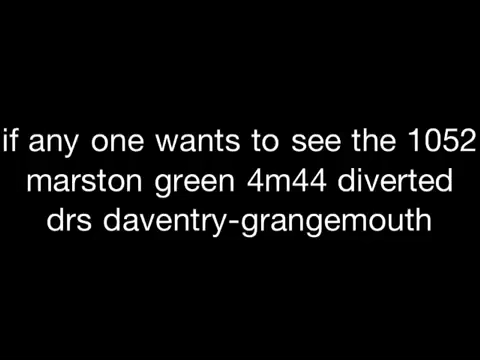 if any one wants to see the 1052
marston green 4m44 diverted
drs daventry-grangemouth